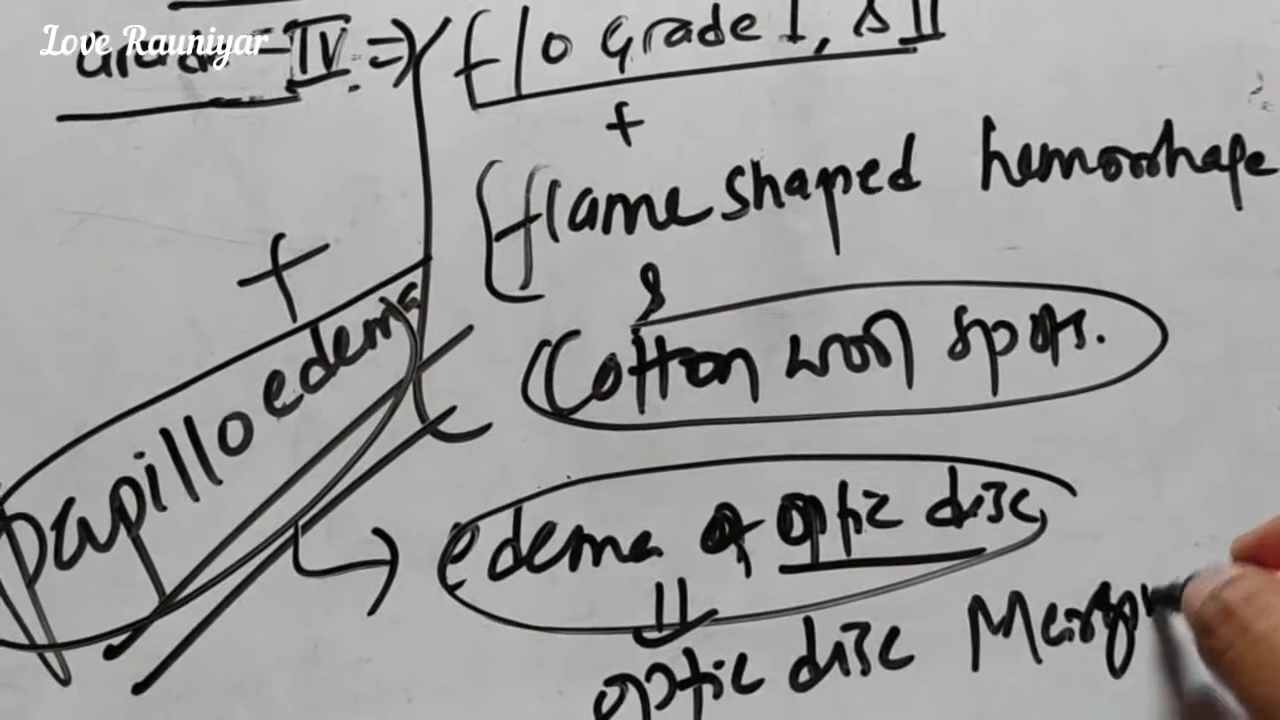 Love Rauniyar
Grade - IV => f/o Grade I, & II
+
flame shaped hemorrhage
&
Cotton wool spots.
+
papilloedema
edema of optic disc
optic disc Margin